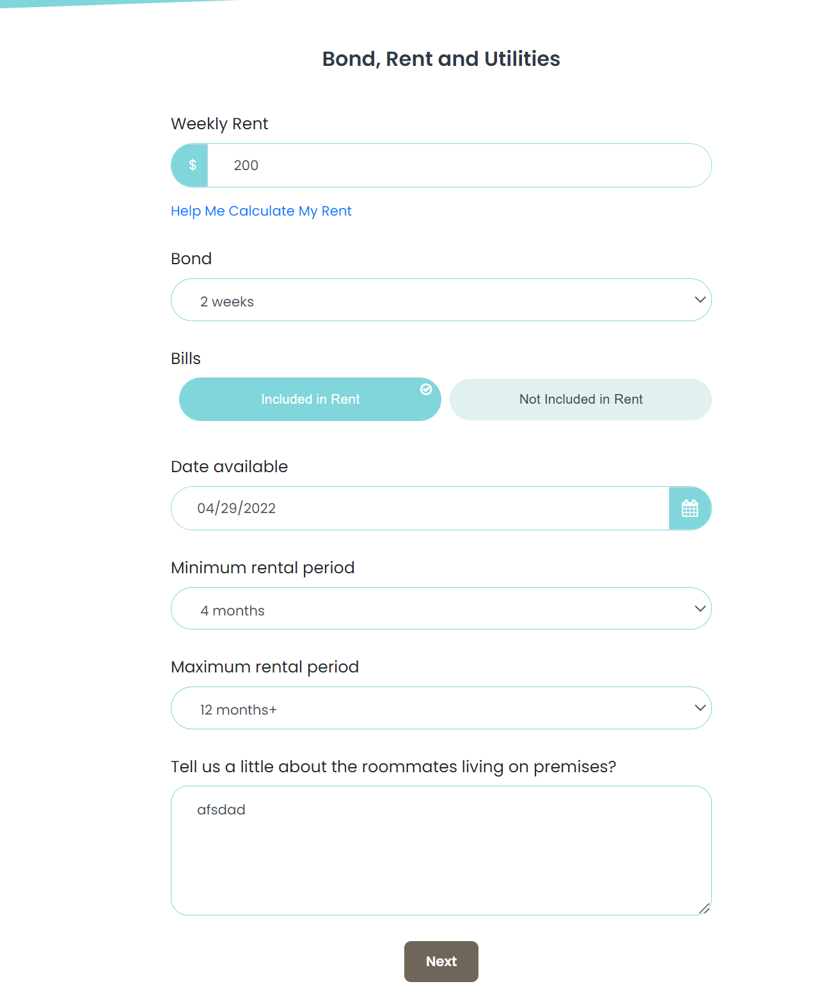 Bond, Rent and Utilities
Weekly Rent
$ 200
Help Me Calculate My Rent
Bond
2 weeks
Bills
Included in Rent Not Included in Rent
Date available
04/29/2022
Minimum rental period
4 months
Maximum rental period
12 months+
Tell us a little about the roommates living on premises?
afsdad
Next